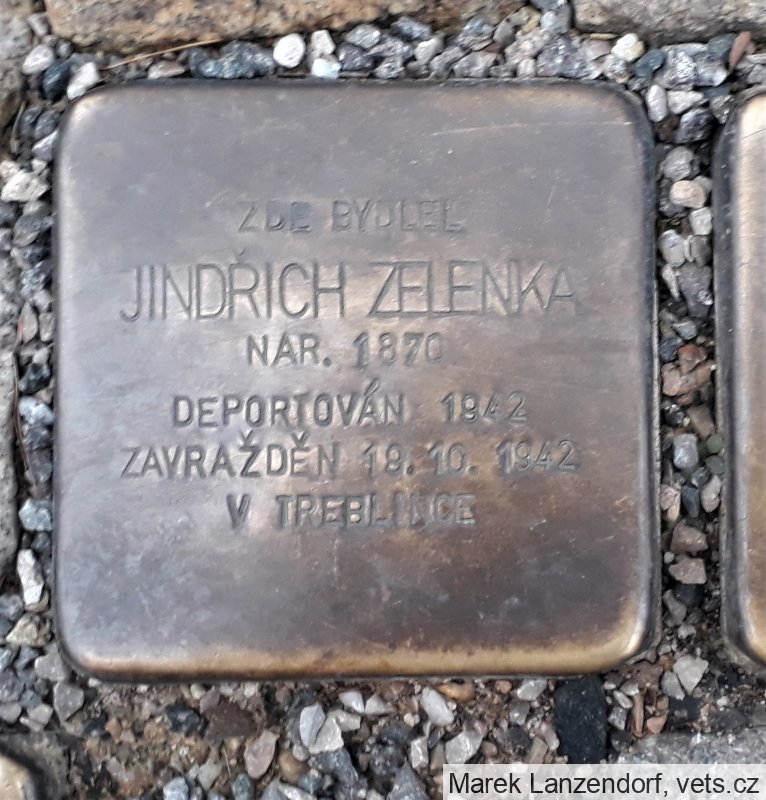 ZDE BYDLEL
JINDŘICH ZELENKA
NAR. 1870
DEPORTOVÁN 1942
ZAVRAŽDĚN 19.10. 1942
V TREBLINCE
Marek Lanzendorf, vets.cz